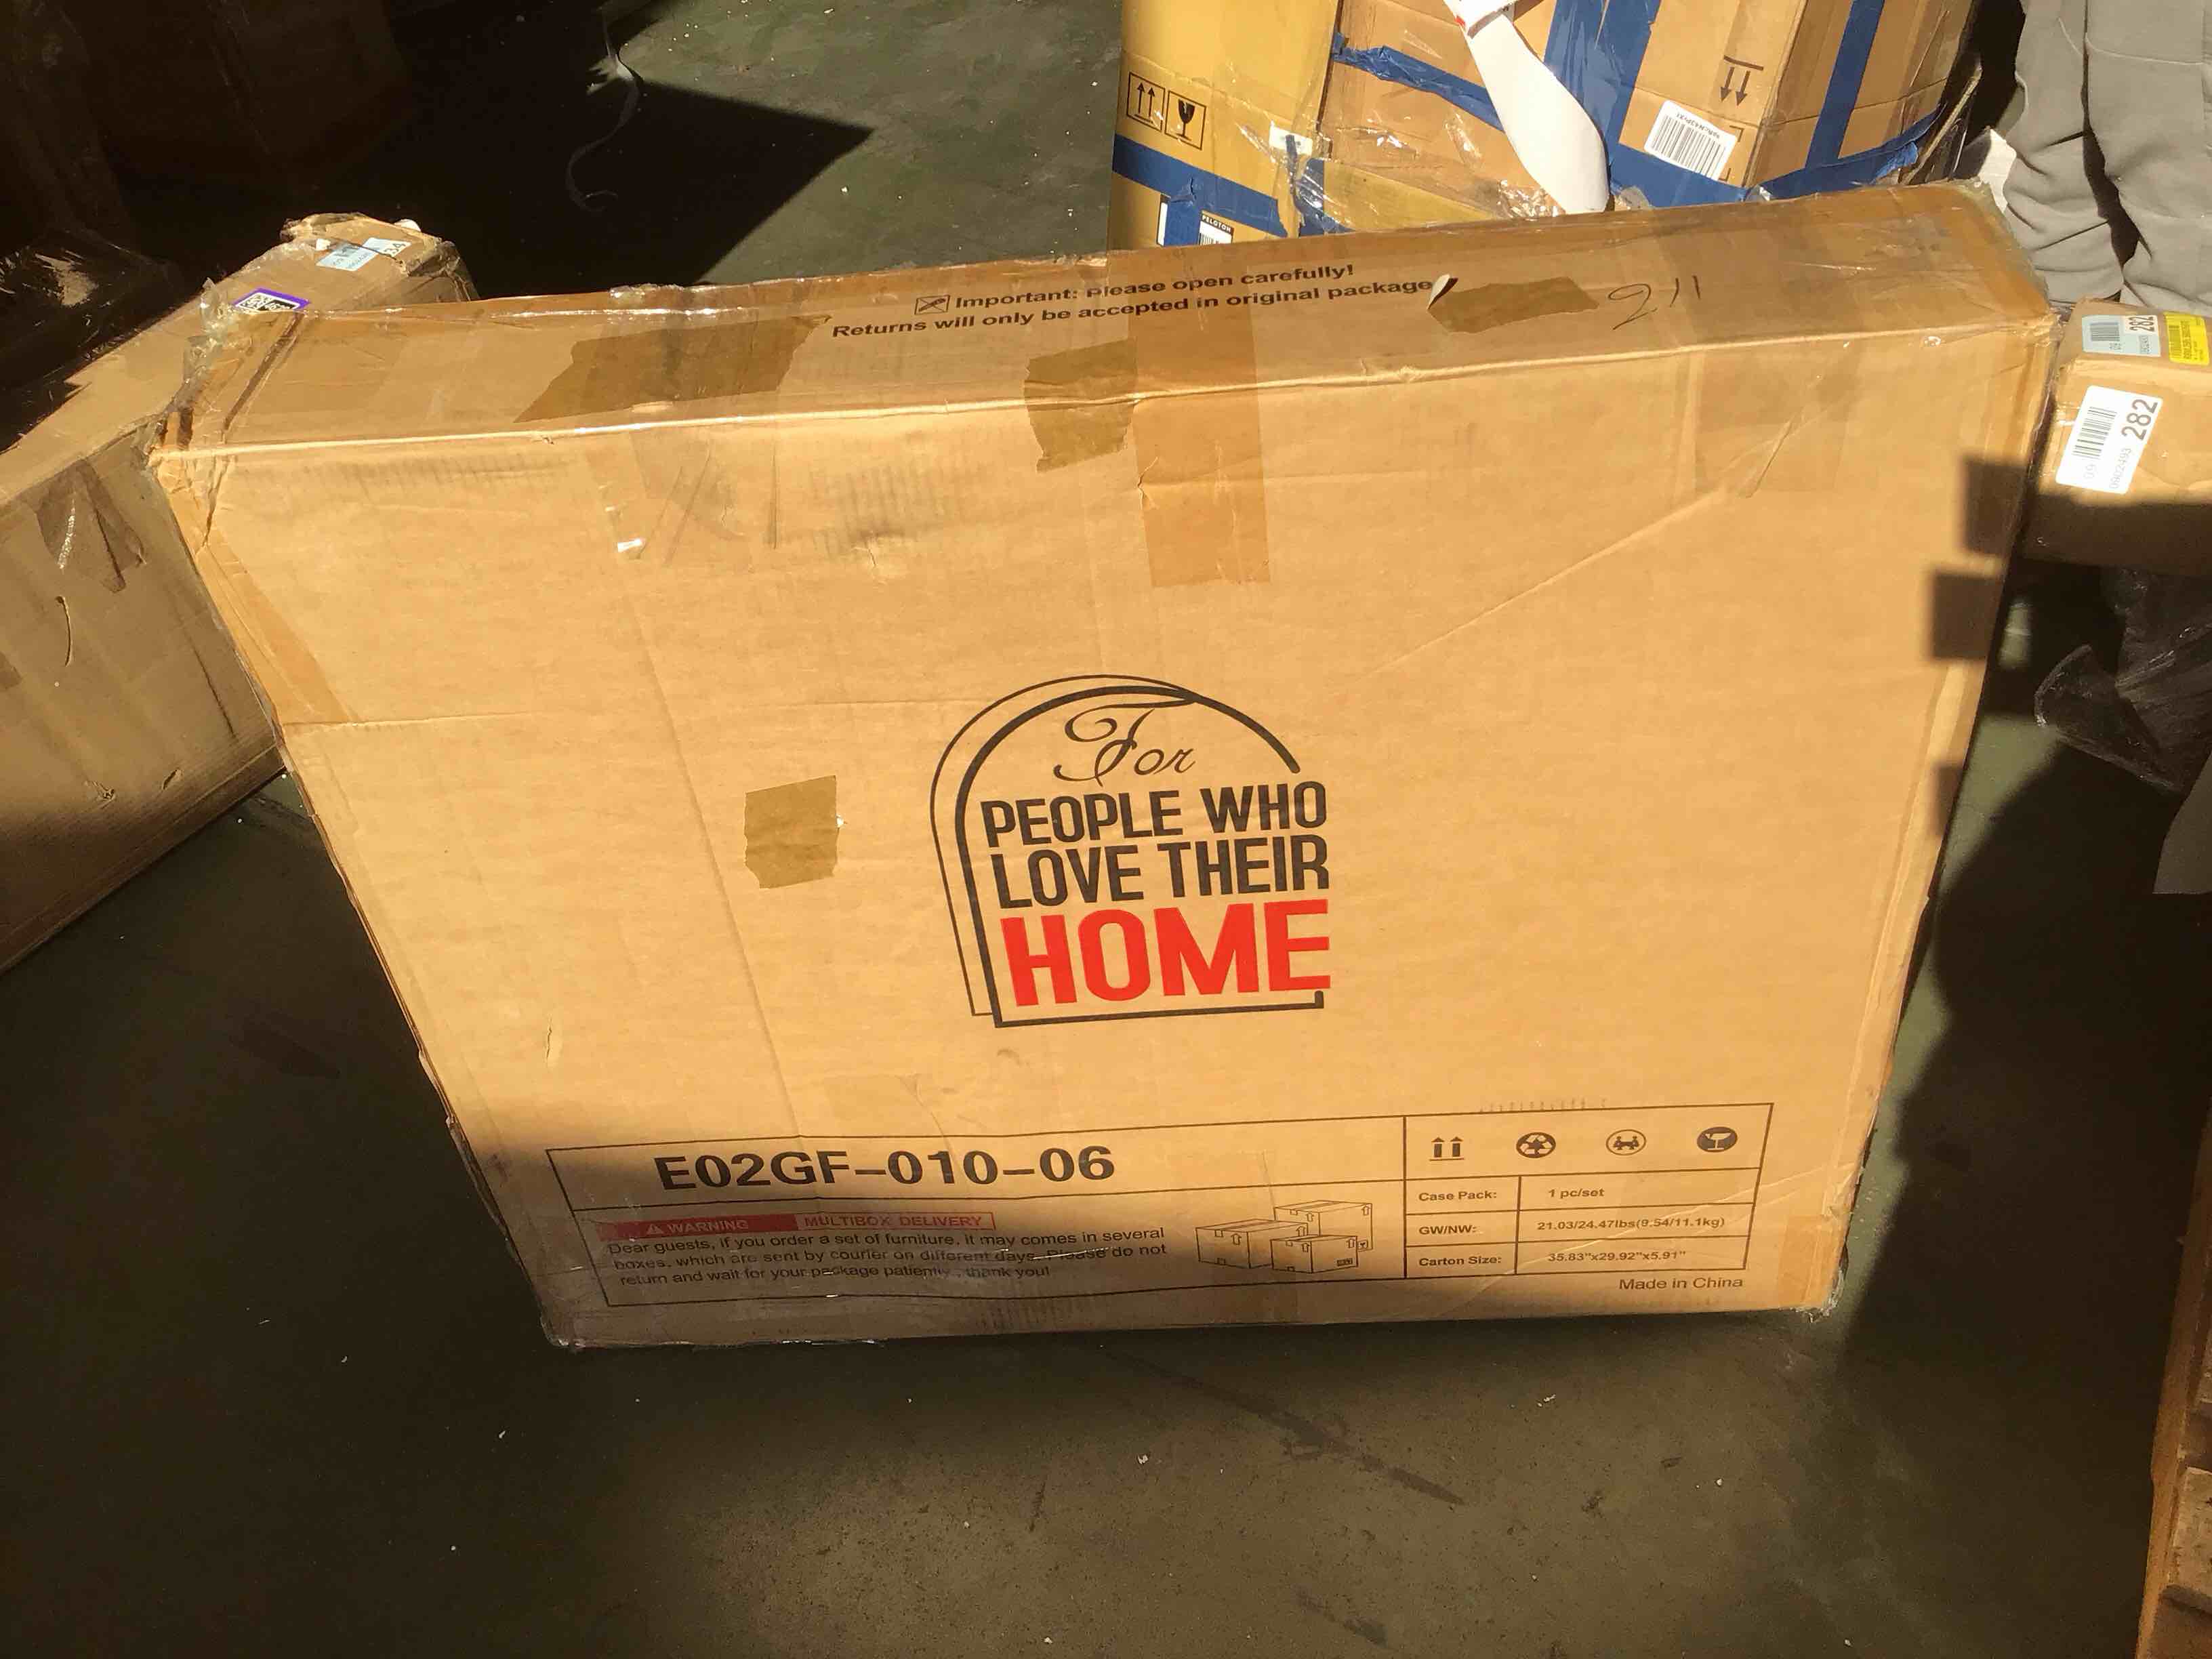 PELOTON
Important: Please open carefully!
Returns will only be accepted in original package
211
282
282
09
0902493
For
PEOPLE WHO
LOVE THEIR
HOME
E02GF-010-06
WARNING MULTIBOX DELIVERY
Dear guests, if you order a set of furniture, it may comes in several
boxes, which are sent by courier on different days. Please do not
return and wait for your package patiently, thank you!
Case Pack: 1 pc/set
GW/NW: 21.03/24.47lbs(9.54/11.1kg)
Carton Size: 35.83"x29.92"x5.91"
Made in China